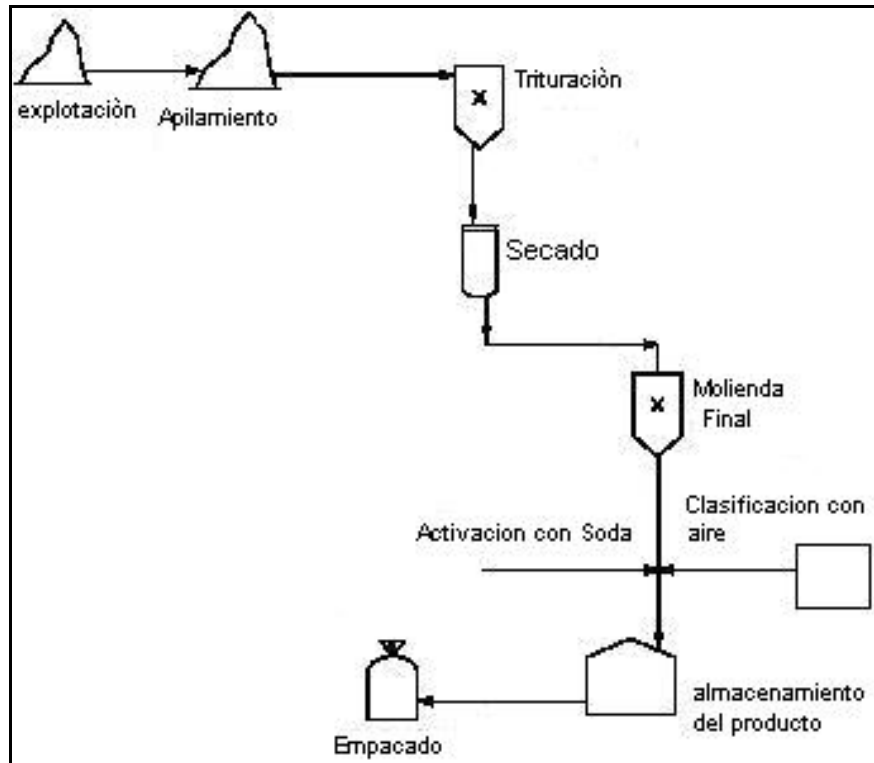 explotaciòn
Apilamiento
Trituraciòn
x
Secado
x
Molienda
Final
Clasificacion con
aire
Activacion con Soda
almacenamiento
del producto
Empacado